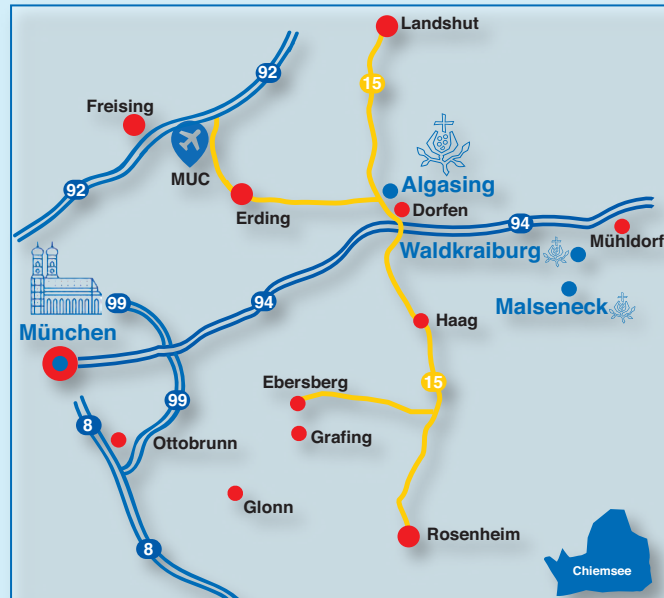 Landshut
92
15
Freising
MUC
Algasing
92
Erding
Dorfen
94
Waldkraiburg
Mühldorf
99
94
Malseneck
München
Haag
Ebersberg
15
99
8
Ottobrunn
Grafing
Glonn
Rosenheim
8
Chiemsee